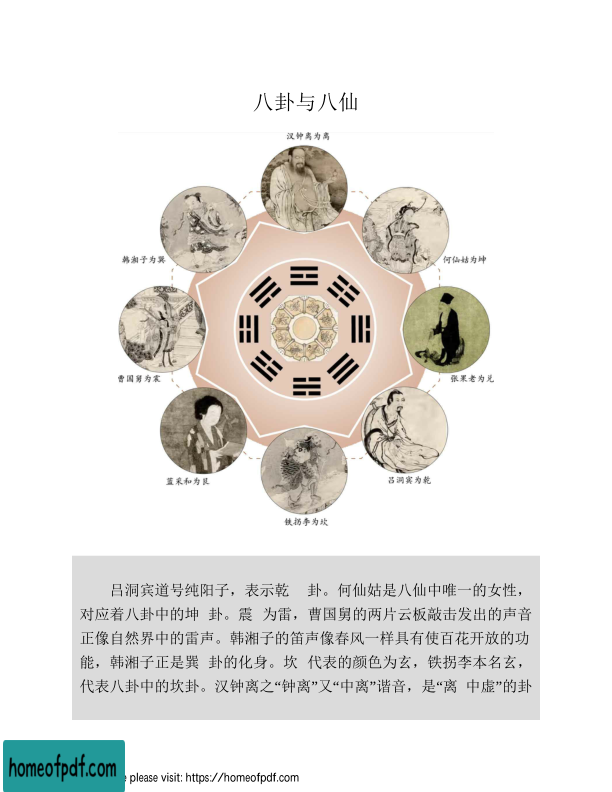 八卦与八仙
汉钟离为离
韩湘子为巽
何仙姑为坤
曹国舅为震
张果老为兑
蓝采和为艮
吕洞宾为乾
铁拐李为坎
吕洞宾道号纯阳子，表示乾 卦。何仙姑是八仙中唯一的女性，
对应着八卦中的坤 卦。震 为雷，曹国舅的两片云板敲击发出的声音
正像自然界中的雷声。韩湘子的笛声像春风一样具有使百花开放的功
能，韩湘子正是巽 卦的化身。坎 代表的颜色为玄，铁拐李本名玄，
代表八卦中的坎卦。汉钟离之“钟离”又“中离”谐音，是“离 中虚”的卦
homeofpdf.com
e please visit: https://homeofpdf.com